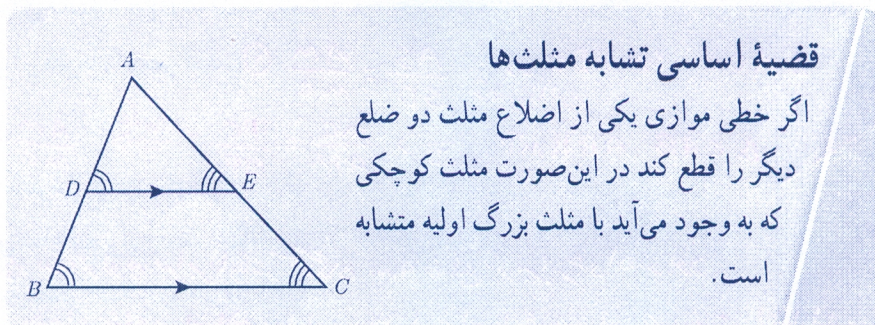 قضیهٔ اساسی تشابه مثلث‌ها
اگر خطی موازی یکی از اضلاع مثلث دو ضلع
دیگر را قطع کند در این‌صورت مثلث کوچکی
که به وجود می‌آید با مثلث بزرگ اولیه متشابه
است.
A
D
E
B
C